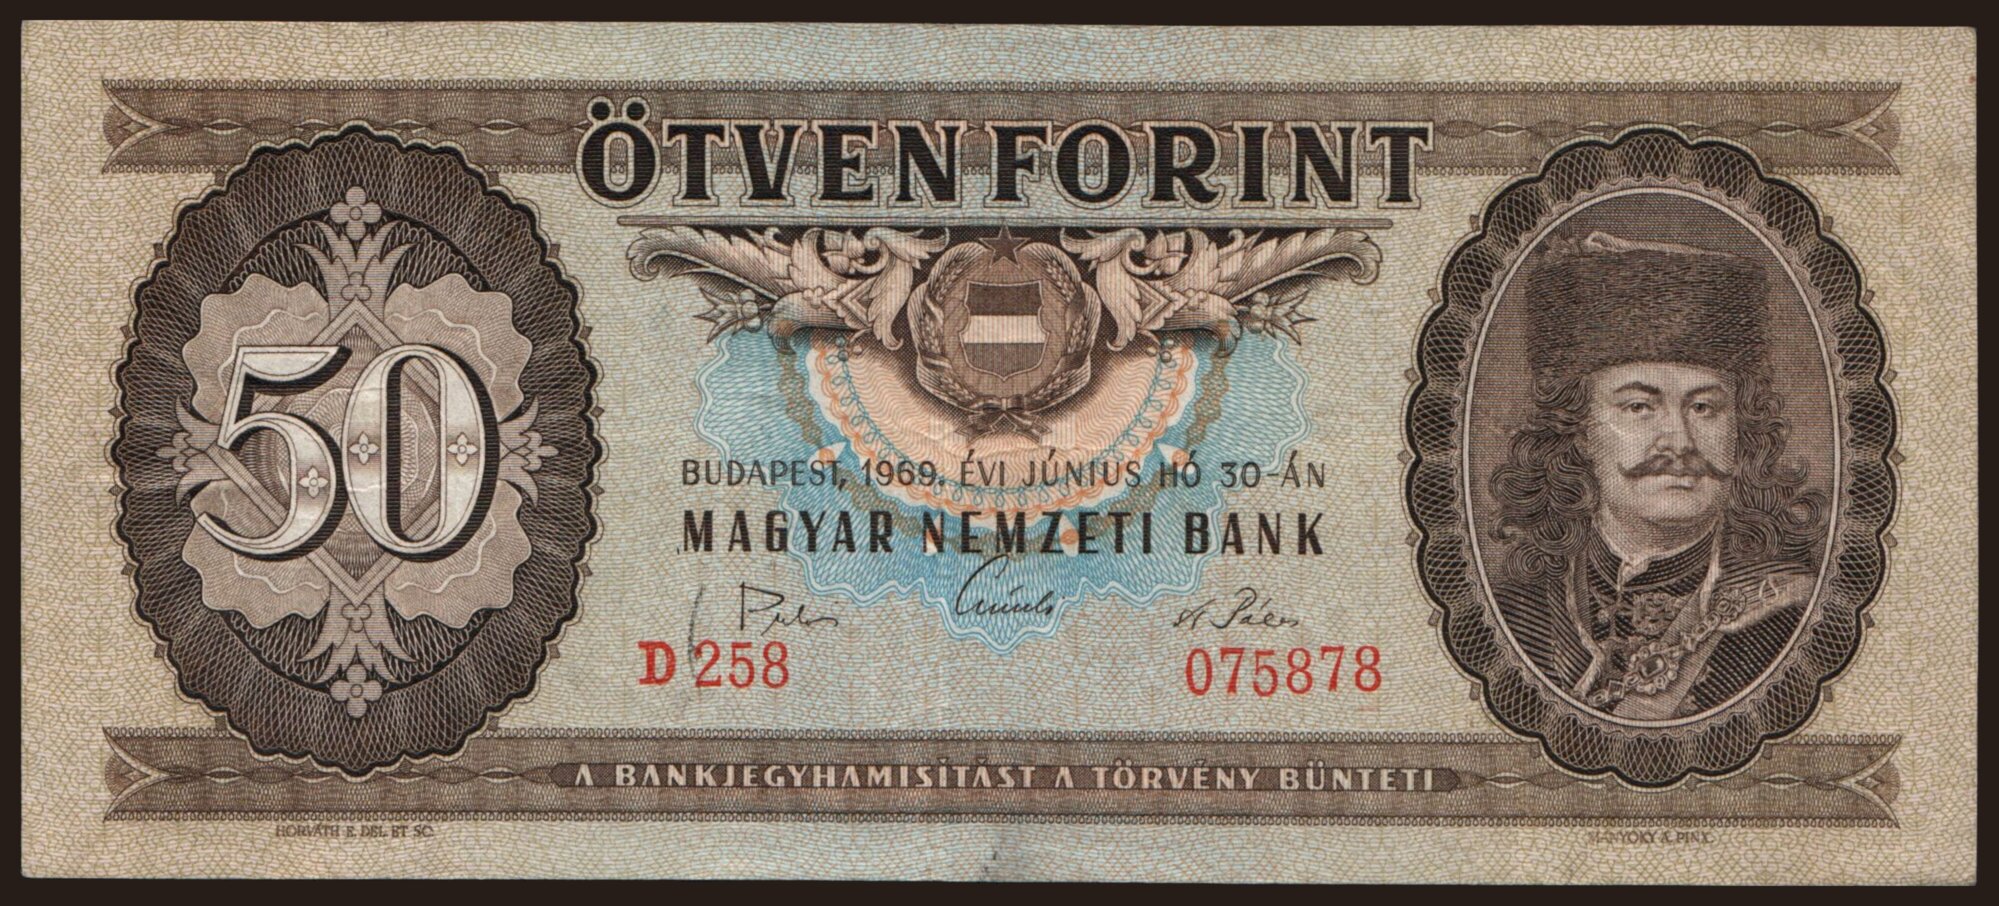 ÖTVEN FORINT
50
BUDAPEST, 1969. ÉVI JÚNIUS HÓ 30-ÁN
MAGYAR NEMZETI BANK
D 258 075878
A BANKJEGYHAMISÍTÁST A TÖRVÉNY BÜNTETI
HORVÁTH E. DEL. ET SC. MÁNYOKY Á. PINX.